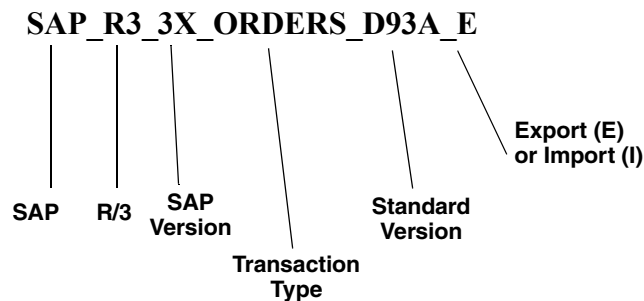 SAP_R3_3X_ORDERS_D93A_E
Export (E)
or Import (I)
SAP
R/3
SAP
Version
Standard
Version
Transaction
Type